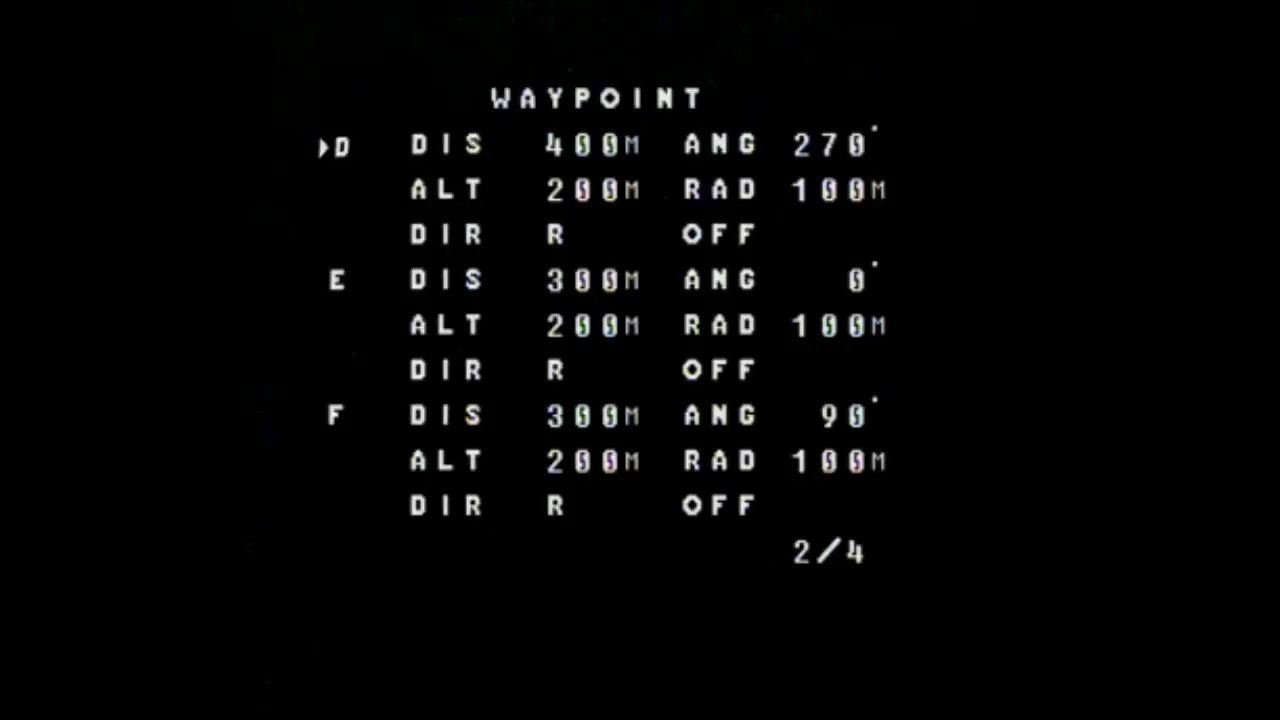 WAYPOINT
▶D DIS 400M ANG 270°
ALT 200M RAD 100M
DIR R OFF
E DIS 300M ANG 0°
ALT 200M RAD 100M
DIR R OFF
F DIS 300M ANG 90°
ALT 200M RAD 100M
DIR R OFF
2/4